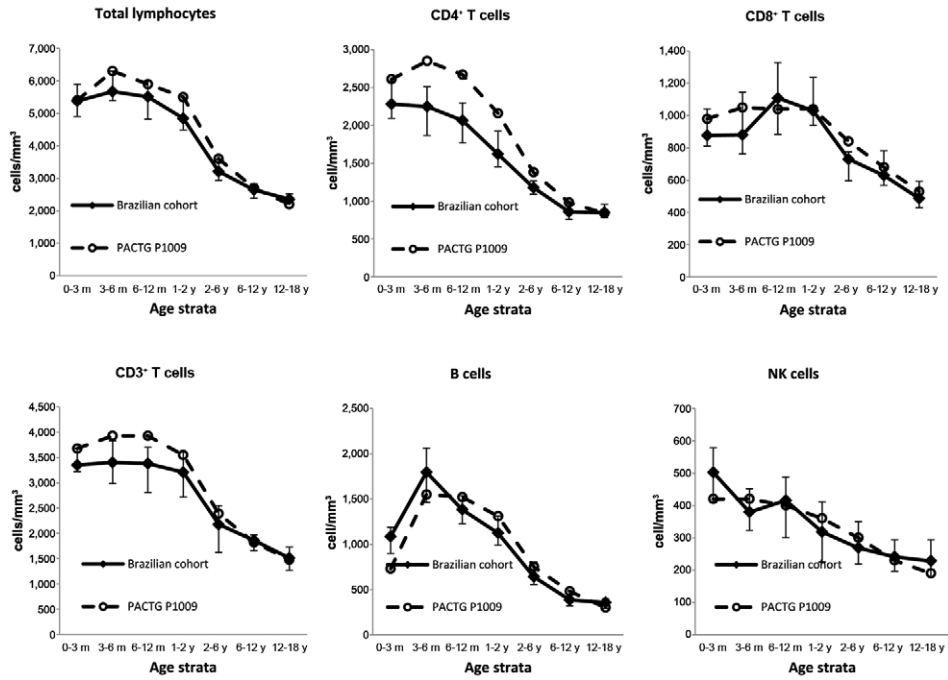 Total lymphocytes
7,000
6,000
5,000
4,000
3,000
2,000
1,000
0
cells/mm³
Brazilian cohort
PACTG P1009
0-3 m 3-6 m 6-12 m 1-2 y 2-6 y 6-12 y 12-18 y
Age strata
CD4⁺ T cells
3,000
2,500
2,000
1,500
1,000
500
0
cells/mm³
Brazilian cohort
PACTG P1009
0-3 m 3-6 m 6-12 m 1-2 y 2-6 y 6-12 y 12-18 y
Age strata
CD8⁺ T cells
1,400
1,200
1,000
800
600
400
200
0
cells/mm³
Brazilian cohort
PACTG P1009
0-3 m 3-6 m 6-12 m 1-2 y 2-6y 6-12 y 12-18 y
Age strata
CD3⁺ T cells
4,500
4,000
3,500
3,000
2,500
2,000
1,500
1,000
500
0
cells/mm³
Brazilian cohort
PACTG P1009
0-3 m 3-6 m 6-12 m 1-2 y 2-6 y 6-12 y 12-18 y
Age strata
B cells
2,500
2,000
1,500
1,000
500
0
cell/mm³
Brazilian cohort
PACTG P1009
0-3 m 3-6 m 6-12 m 1-2 y 2-6 y 6-12 y 12-18 y
Age strata
NK cells
700
600
500
400
300
200
100
0
cell/mm³
Brazilian cohort
PACTG P1009
0-3 m 3-6 m 6-12 m 1-2 y 2-6 y 6-12 y 12-18 y
Age strata